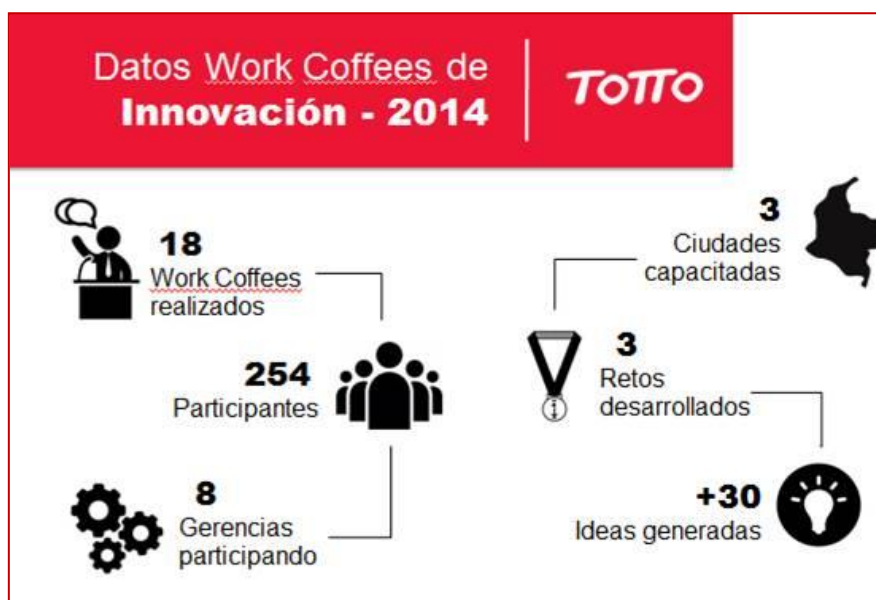 Datos Work Coffees de
Innovación - 2014
TOTTO
18
Work Coffees
realizados
254
Participantes
8
Gerencias
participando
3
Ciudades
capacitadas
3
Retos
desarrollados
1
+30
Ideas generadas